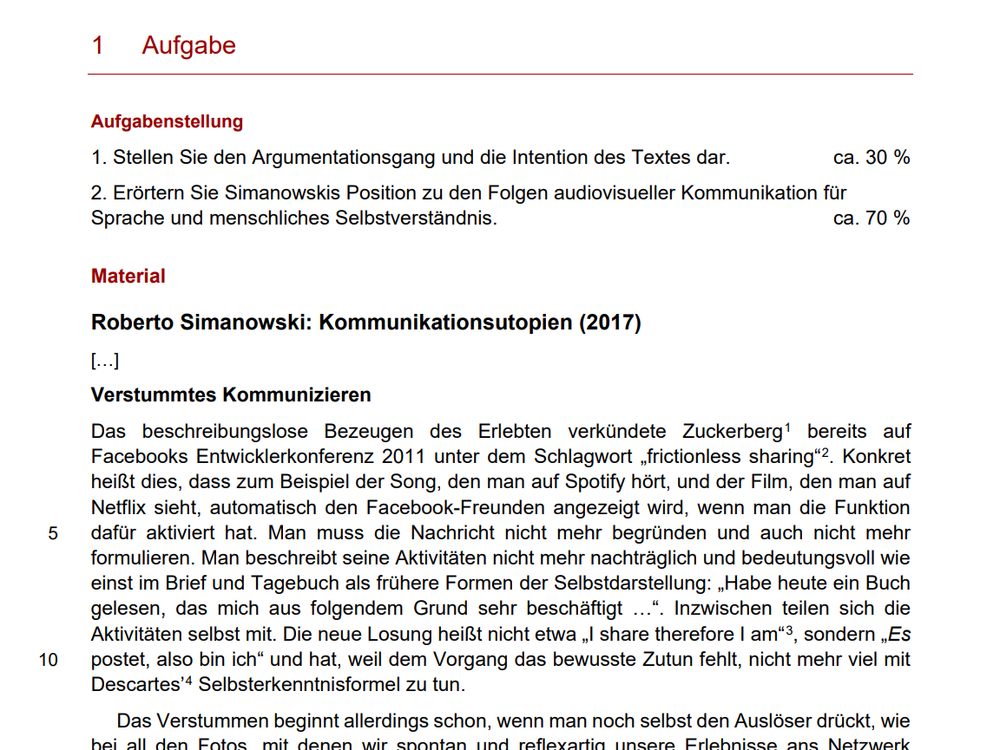 1 Aufgabe
Aufgabenstellung
1. Stellen Sie den Argumentationsgang und die Intention des Textes dar. ca. 30 %
2. Erörtern Sie Simanowskis Position zu den Folgen audiovisueller Kommunikation für
Sprache und menschliches Selbstverständnis. ca. 70 %
Material
Roberto Simanowski: Kommunikationsutopien (2017)
[…]
Verstummtes Kommunizieren
Das beschreibungslose Bezeugen des Erlebten verkündete Zuckerberg¹ bereits auf
Facebooks Entwicklerkonferenz 2011 unter dem Schlagwort „frictionless sharing“². Konkret
heißt dies, dass zum Beispiel der Song, den man auf Spotify hört, und der Film, den man auf
Netflix sieht, automatisch den Facebook-Freunden angezeigt wird, wenn man die Funktion
5 dafür aktiviert hat. Man muss die Nachricht nicht mehr begründen und auch nicht mehr
formulieren. Man beschreibt seine Aktivitäten nicht mehr nachträglich und bedeutungsvoll wie
einst im Brief und Tagebuch als frühere Formen der Selbstdarstellung: „Habe heute ein Buch
gelesen, das mich aus folgendem Grund sehr beschäftigt …“. Inzwischen teilen sich die
Aktivitäten selbst mit. Die neue Losung heißt nicht etwa „I share therefore I am“³, sondern „Es
10 postet, also bin ich“ und hat, weil dem Vorgang das bewusste Zutun fehlt, nicht mehr viel mit
Descartes’⁴ Selbsterkenntnisformel zu tun.
Das Verstummen beginnt allerdings schon, wenn man noch selbst den Auslöser drückt, wie
bei all den Fotos, mit denen wir spontan und reflexartig unsere Erlebnisse ans Netzwerk